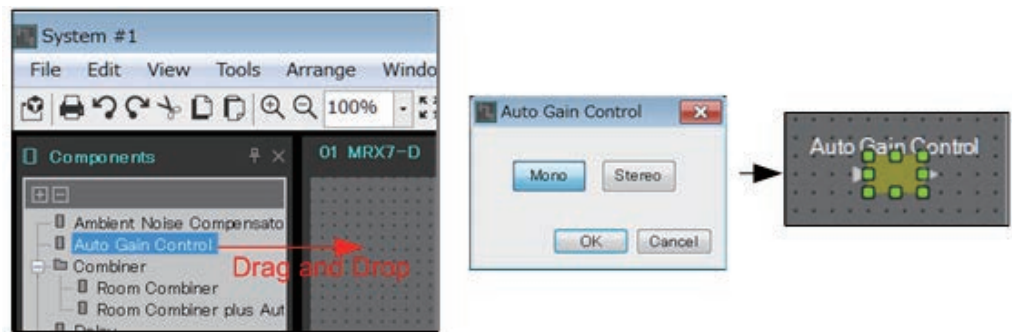 System #1
File Edit View Tools Arrange Windo
100%
Components
01 MRX7-D
Ambient Noise Compensato
Auto Gain Control
Drag and Drop
Combiner
Room Combiner
Room Combiner plus Aut
Delay
Auto Gain Control
Mono Stereo
OK Cancel
Auto Gain Control